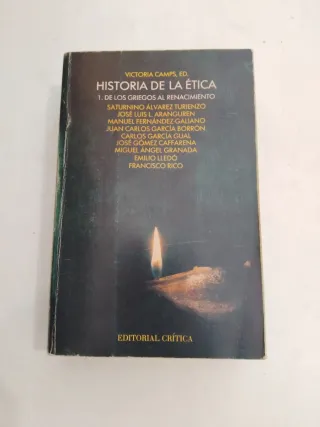 VICTORIA CAMPS, ED.
HISTORIA DE LA ÉTICA
1. DE LOS GRIEGOS AL RENACIMIENTO
SATURNINO ÁLVAREZ TURIENZO
JOSÉ LUIS L. ARANGUREN
MANUEL FERNÁNDEZ GALIANO
JUAN CARLOS GARCÍA BORRÓN
CARLOS GARCÍA GUAL
JOSÉ GÓMEZ CAFFARENA
MIGUEL ÁNGEL GRANADA
EMILIO LLEDÓ
FRANCISCO RICO
EDITORIAL CRÍTICA